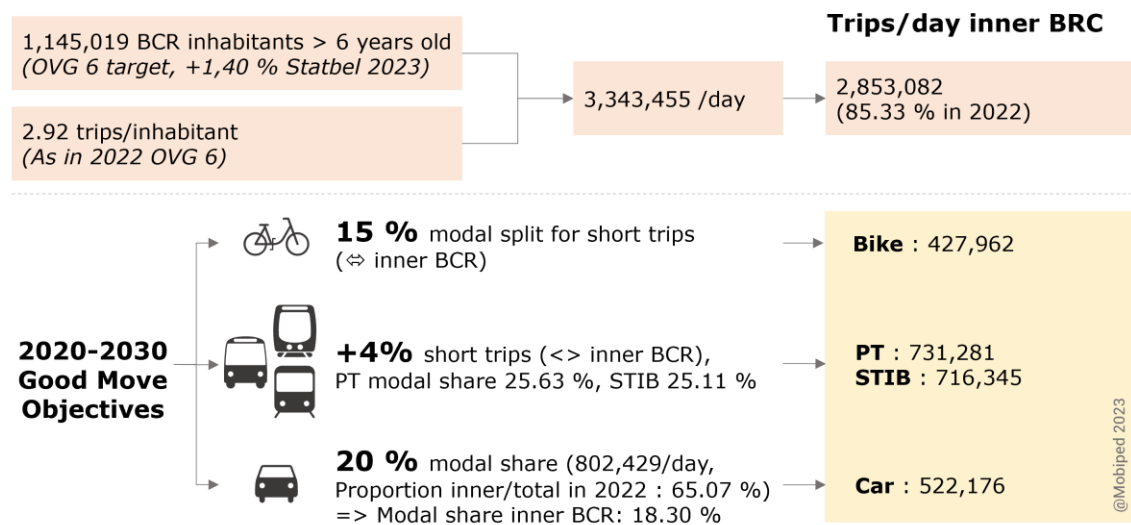 Trips/day inner BRC
1,145,019 BCR inhabitants > 6 years old
(OVG 6 target, +1,40 % Statbel 2023)
2.92 trips/inhabitant
(As in 2022 OVG 6)
3,343,455 /day
2,853,082
(85.33 % in 2022)
2020-2030
Good Move
Objectives
15 % modal split for short trips
(⇔ inner BCR)
Bike : 427,962
+4% short trips (<> inner BCR),
PT modal share 25.63 %, STIB 25.11 %
PT : 731,281
STIB : 716,345
20 % modal share (802,429/day,
Proportion inner/total in 2022 : 65.07 %)
=> Modal share inner BCR: 18.30 %
Car : 522,176
@Mobiped 2023